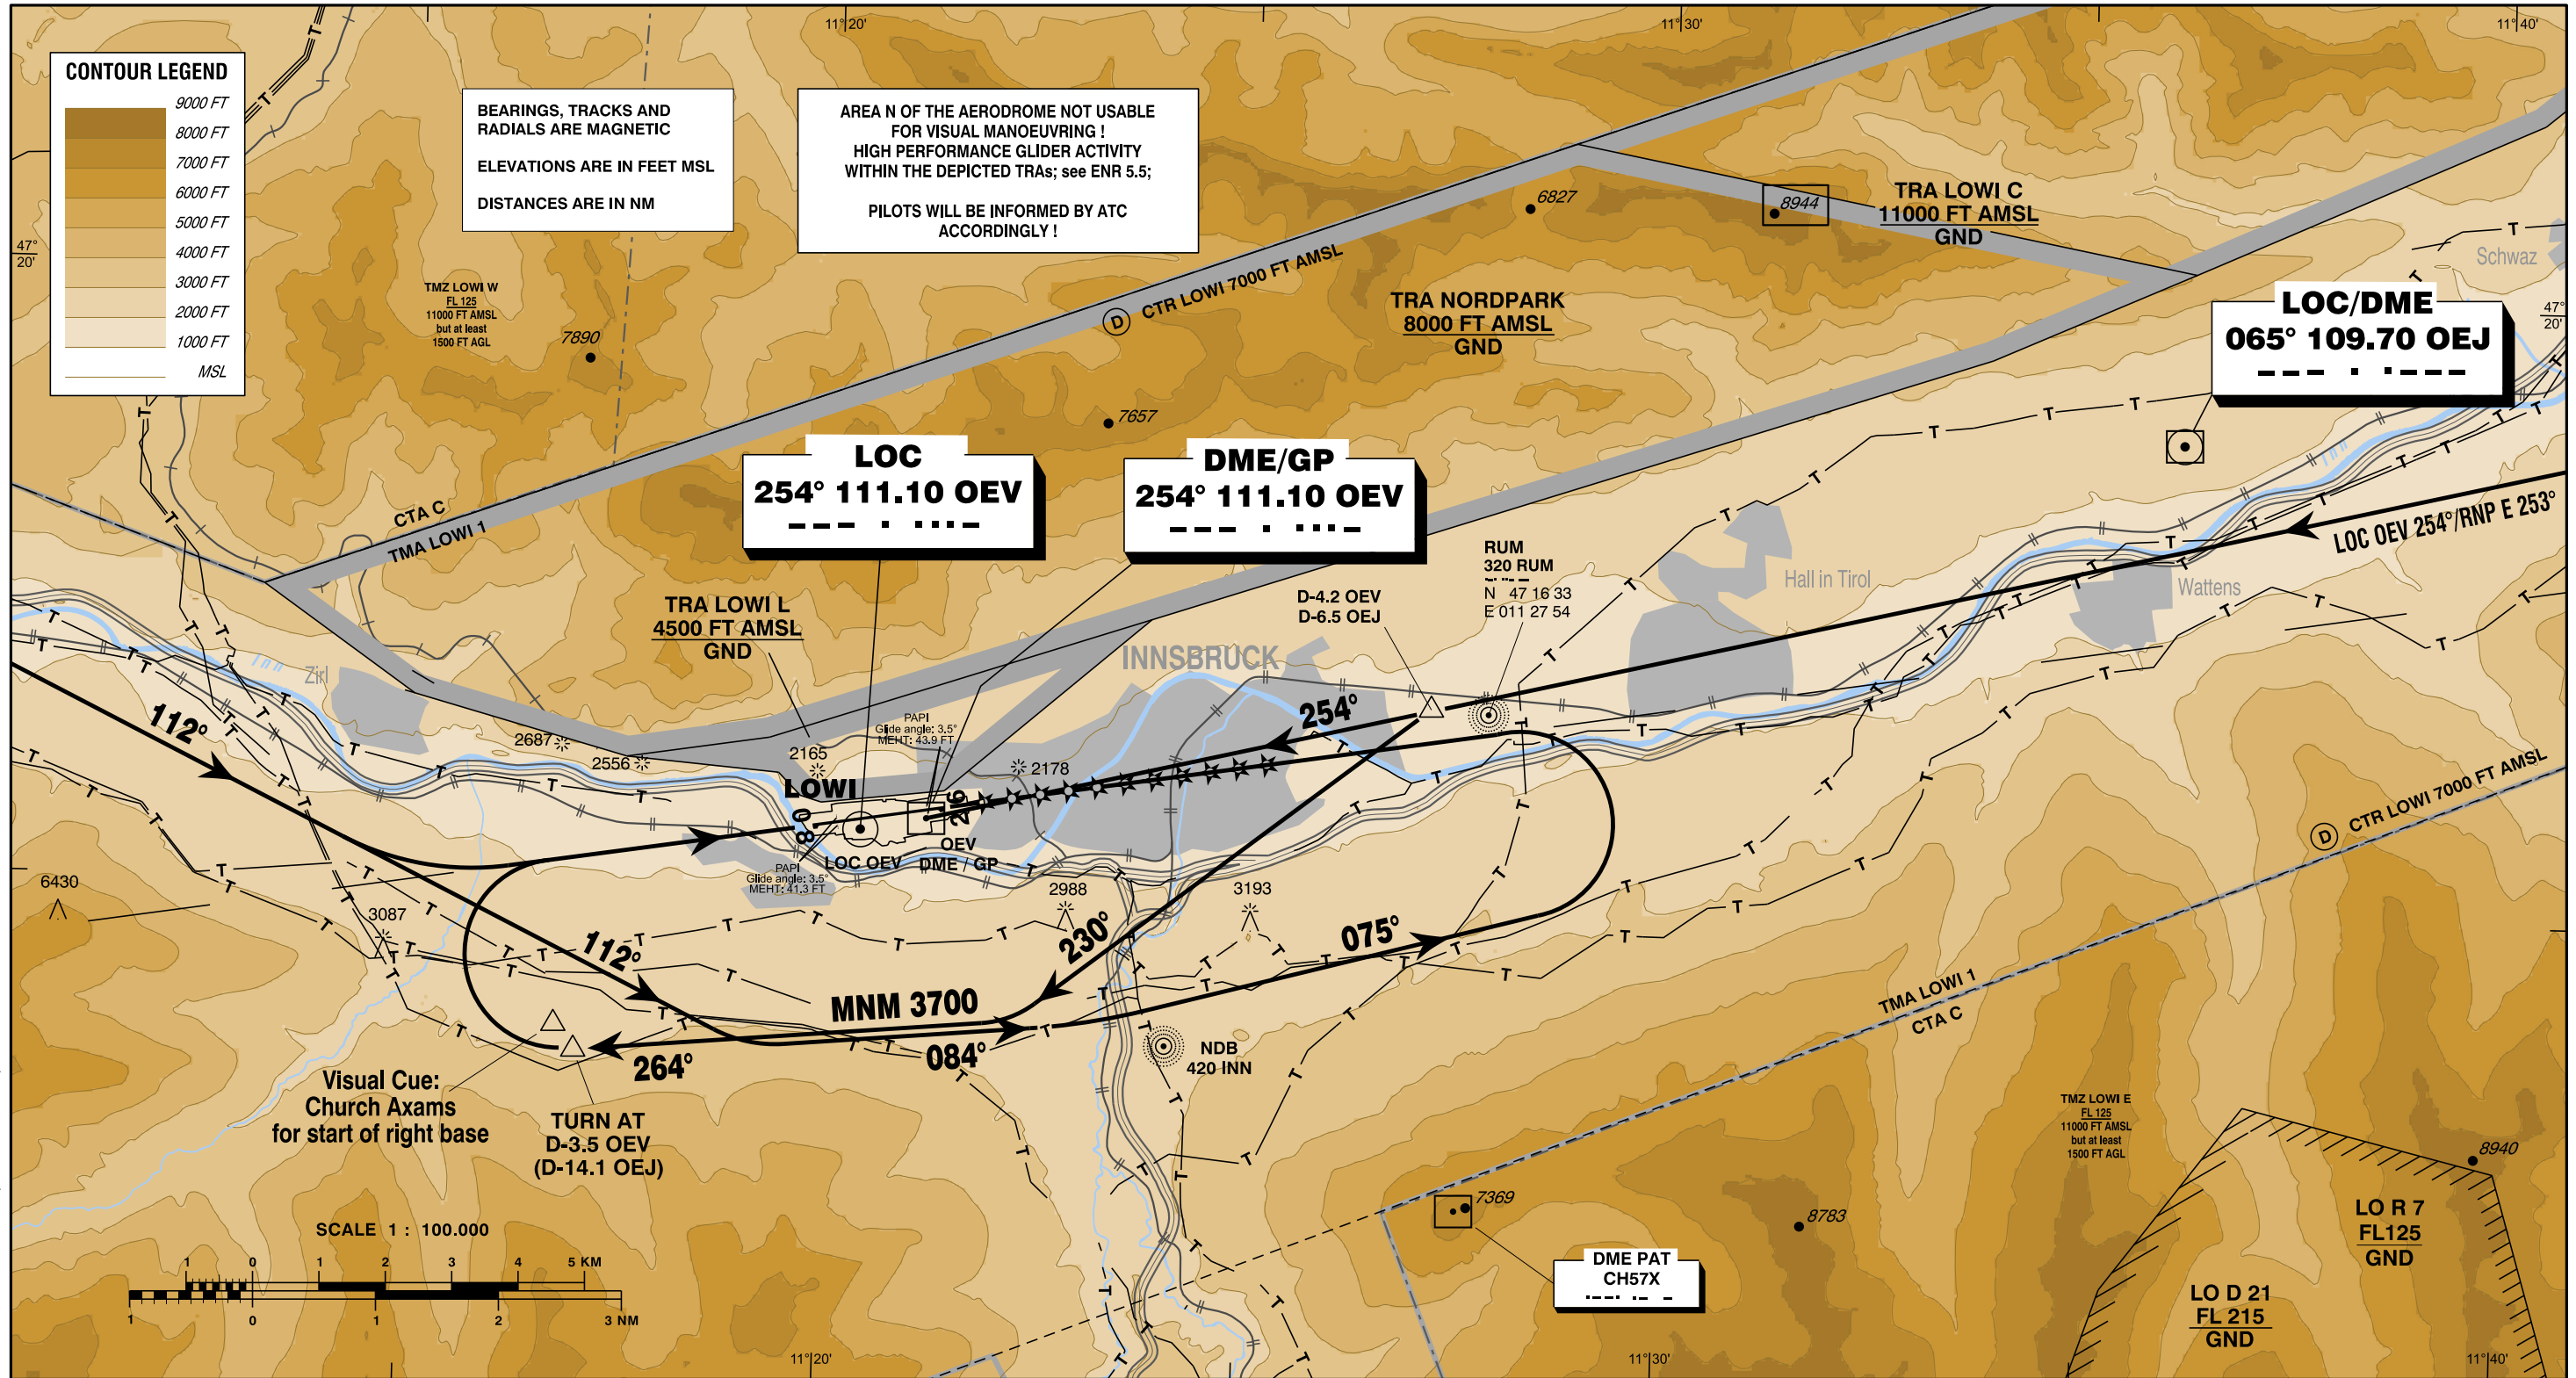 11° 20'
11° 30'
11° 40'
CONTOUR LEGEND
9000 FT
8000 FT
7000 FT
6000 FT
5000 FT
4000 FT
3000 FT
2000 FT
1000 FT
MSL
BEARINGS, TRACKS AND
RADIALS ARE MAGNETIC
ELEVATIONS ARE IN FEET MSL
DISTANCES ARE IN NM
AREA N OF THE AERODROME NOT USABLE
FOR VISUAL MANOEUVRING !
HIGH PERFORMANCE GLIDER ACTIVITY
WITHIN THE DEPICTED TRAs; see ENR 5.5;
PILOTS WILL BE INFORMED BY ATC
ACCORDINGLY !
47°
20'
6827
8944
TRA LOWI C
11000 FT AMSL
GND
Schwaz
TMZ LOWI W
FL 125
11000 FT AMSL
but at least
1500 FT AGL
7890
D CTR LOWI 7000 FT AMSL
TRA NORDPARK
8000 FT AMSL
GND
LOC/DME
065° 109.70 OEJ
47°
20'
7657
LOC
254° 111.10 OEV
DME/GP
254° 111.10 OEV
CTA C
TMA LOWI 1
LOC OEV 254°/RNP E 253°
RUM
320 RUM
N 47 16 33
E 011 27 54
D-4.2 OEV
D-6.5 OEJ
Hall in Tirol
Wattens
TRA LOWI L
4500 FT AMSL
GND
INNSBRUCK
Zirl
112°
254°
PAPI
Glide angle: 3.5°
MEHT: 43.9 FT
2687
2556
2165
2178
LOWI
08
26
OEV
DME / GP
LOC OEV
PAPI
Glide angle: 3.5°
MEHT: 41.3 FT
D CTR LOWI 7000 FT AMSL
6430
3087
2988
3193
112°
230°
075°
MNM 3700
264°
084°
TMA LOWI 1
CTA C
NDB
420 INN
Visual Cue:
Church Axams
for start of right base
TURN AT
D-3.5 OEV
(D-14.1 OEJ)
TMZ LOWI E
FL 125
11000 FT AMSL
but at least
1500 FT AGL
8940
7369
8783
LO R 7
FL125
GND
SCALE 1 : 100.000
1 0 1 2 3 4 5 KM
1 0 1 2 3 NM
DME PAT
CH57X
LO D 21
FL 215
GND
11° 20'
11° 30'
11° 40'